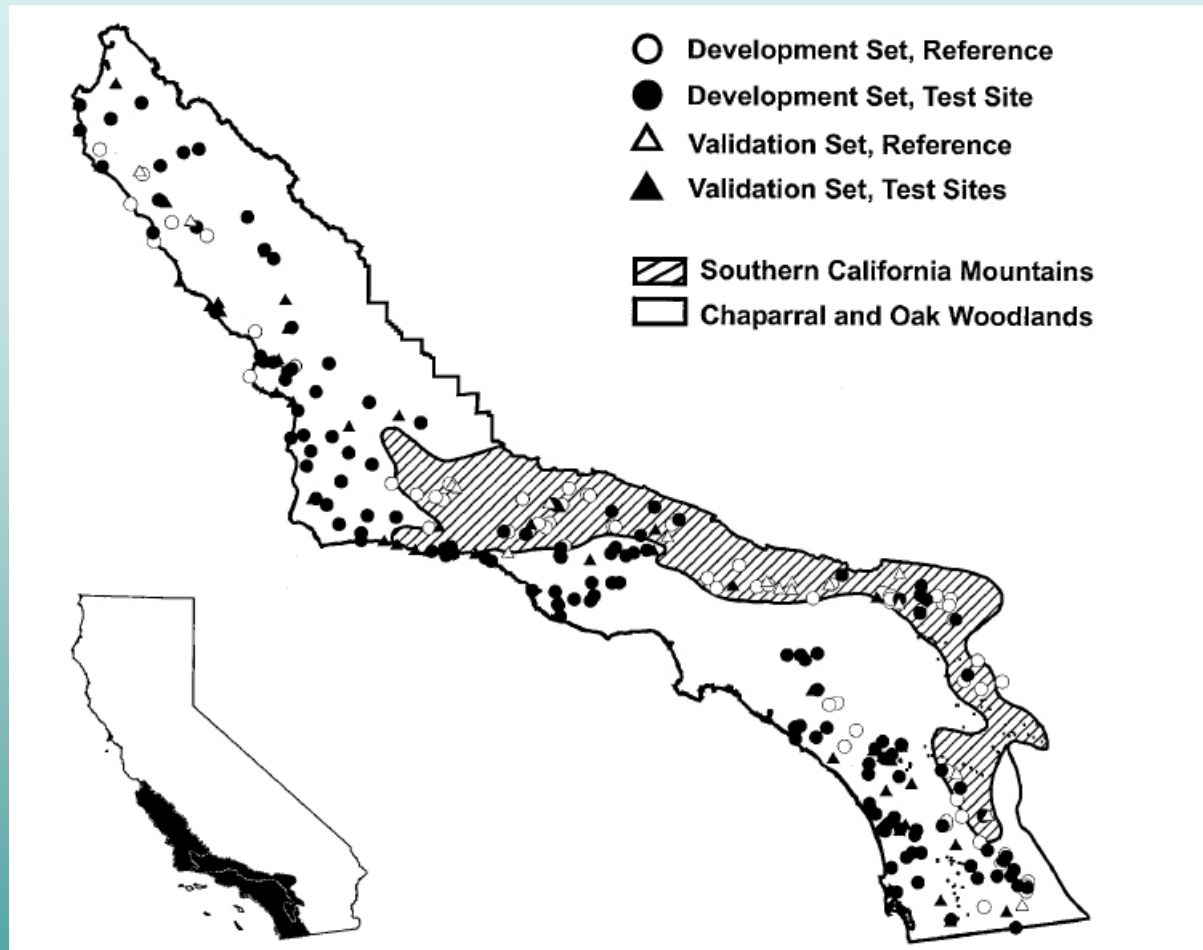 Development Set, Reference
Development Set, Test Site
Validation Set, Reference
Validation Set, Test Sites
Southern California Mountains
Chaparral and Oak Woodlands